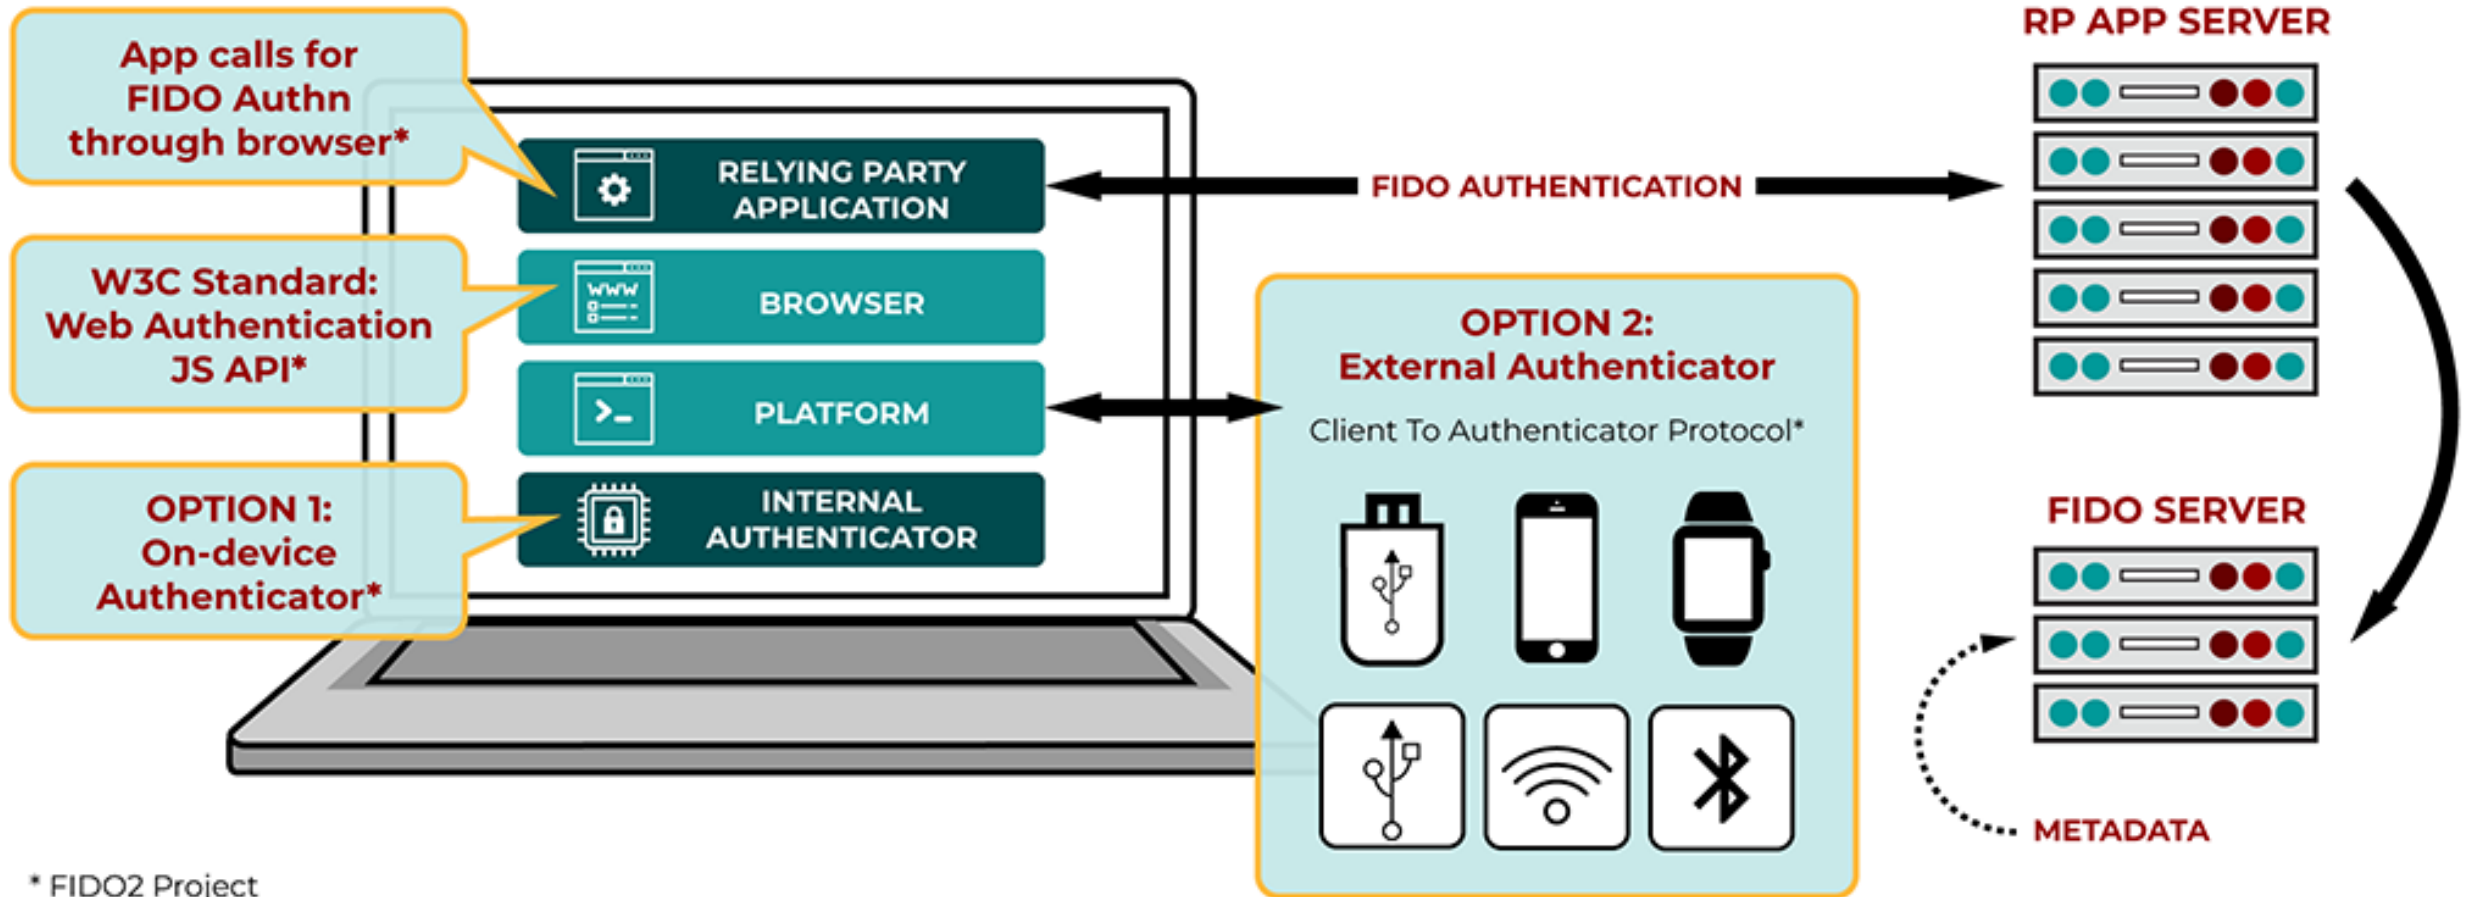 App calls for
FIDO Authn
through browser*
W3C Standard:
Web Authentication
JS API*
OPTION 1:
On-device
Authenticator*
RELYING PARTY
APPLICATION
WWW
BROWSER
>_
PLATFORM
INTERNAL
AUTHENTICATOR
FIDO AUTHENTICATION
OPTION 2:
External Authenticator
Client To Authenticator Protocol*
RP APP SERVER
FIDO SERVER
METADATA
* FIDO2 Project